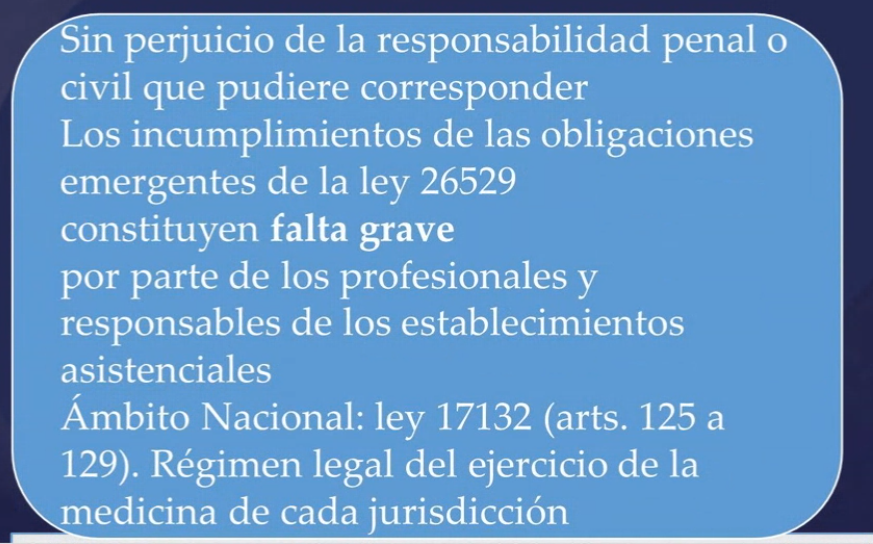 Sin perjuicio de la responsabilidad penal o
civil que pudiere corresponder
Los incumplimientos de las obligaciones
emergentes de la ley 26529
constituyen falta grave
por parte de los profesionales y
responsables de los establecimientos
asistenciales
Ámbito Nacional: ley 17132 (arts. 125 a
129). Régimen legal del ejercicio de la
medicina de cada jurisdicción